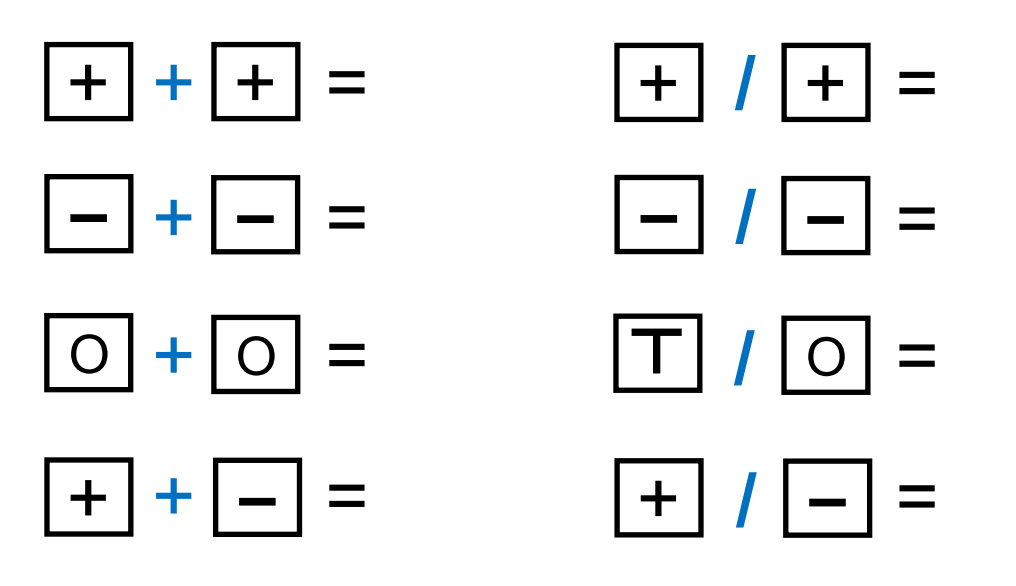 + + + =
+ / + =
− + − =
− / − =
O + O =
T / O =
+ + − =
+ / − =